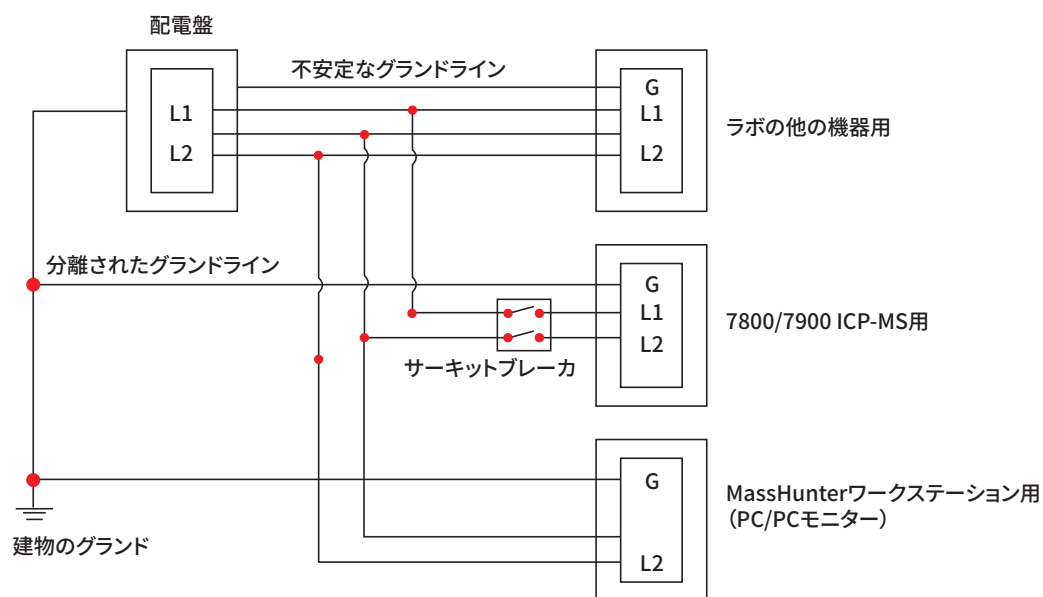 配電盤
不安定なグランドライン
G
L1
L1
L2
L2
ラボの他の機器用
分離されたグランドライン
G
L1
L2
7800/7900 ICP-MS用
サーキットブレーカ
G
L2
MassHunterワークステーション用
（PC/PCモニター）
建物のグランド